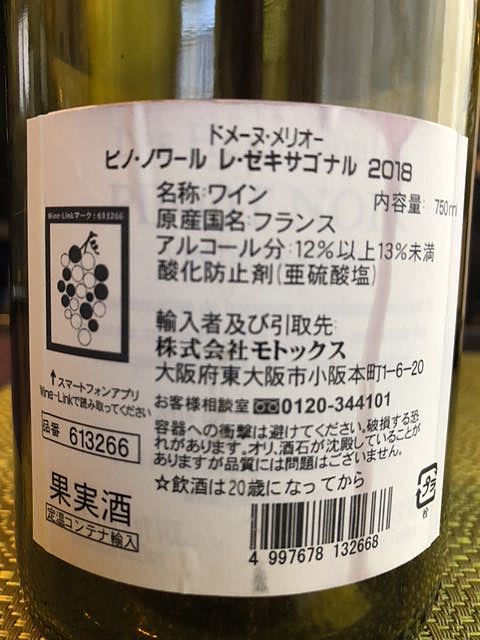 ドメーヌ・メリオー
ピノ・ノワール レ・ゼキサゴナル 2018
名称:ワイン 内容量: 750m
原産国名:フランス
アルコール分:12%以上13%未満
酸化防止剤(亜硫酸塩)
Wine-Linkマーク:613266
輸入者及び引取先:
株式会社モトックス
大阪府東大阪市小阪本町1-6-20
↑スマートフォンアプリ
Wine-Linkで読み取ってください
お客様相談室 0120-344101
容器への衝撃は避けてください。破損する恐
れがあります。オリ、酒石が沈殿していることが
ありますが品質には問題はございません。
品番 613266
☆飲酒は20歳になってから
果実酒
定温コンテナ輸入
プラ
栓
4 997678 132668